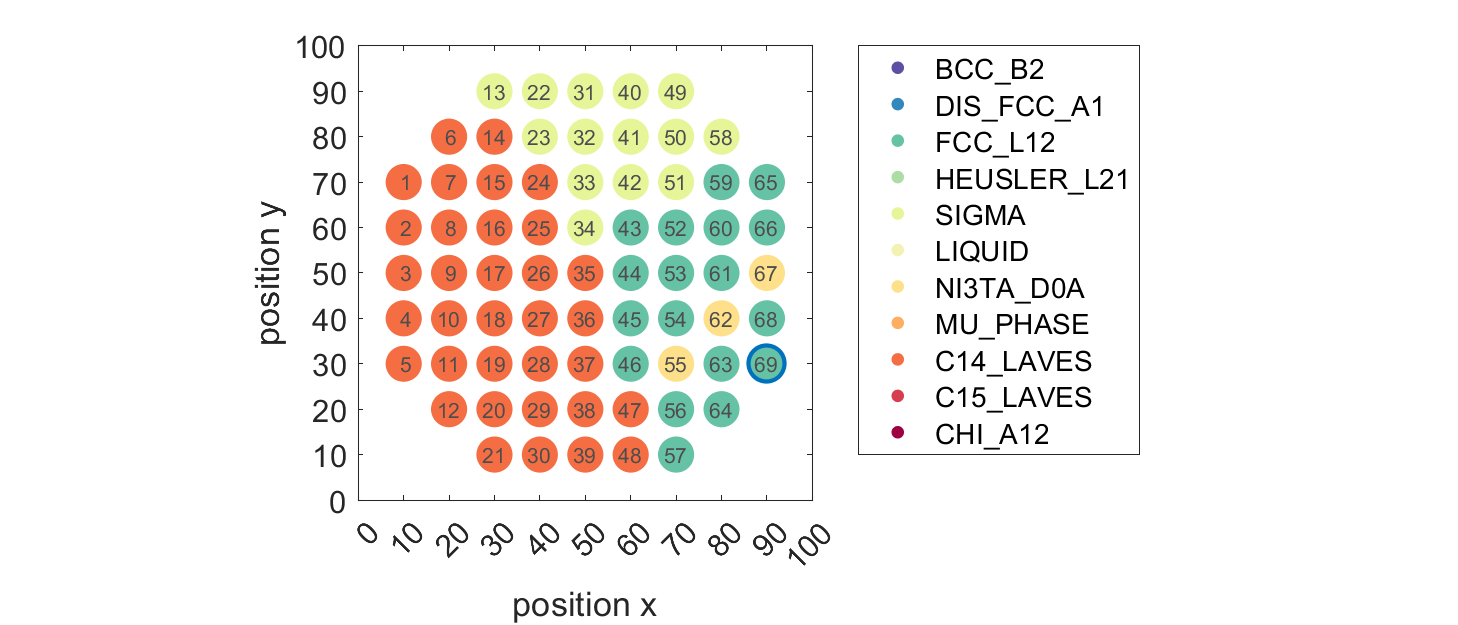 100
90 13 22 31 40 49
80 6 14 23 32 41 50 58
70 1 7 15 24 33 42 51 59 65
60 2 8 16 25 34 43 52 60 66
50 3 9 17 26 35 44 53 61 67
40 4 10 18 27 36 45 54 62 68
30 5 11 19 28 37 46 55 63 69
20 12 20 29 38 47 56 64
10 21 30 39 48 57
0
0 10 20 30 40 50 60 70 80 90 100
position x
position y
BCC_B2
DIS_FCC_A1
FCC_L12
HEUSLER_L21
SIGMA
LIQUID
NI3TA_D0A
MU_PHASE
C14_LAVES
C15_LAVES
CHI_A12